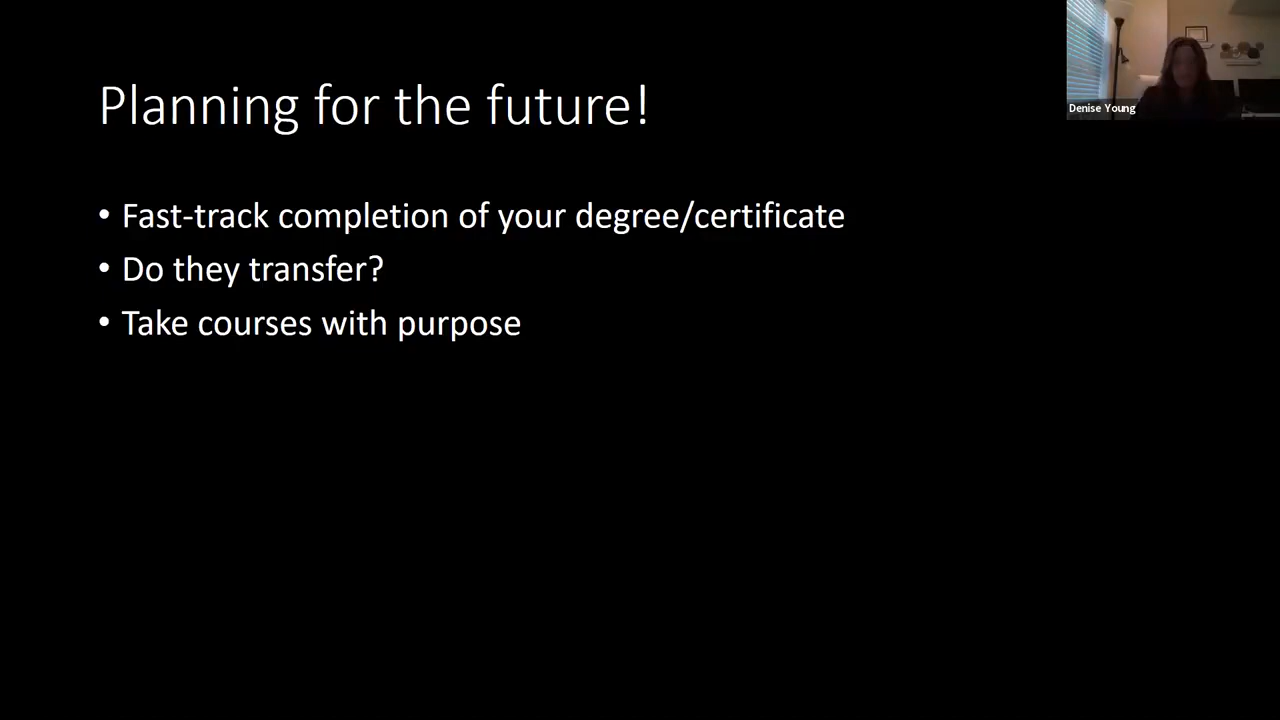 Planning for the future!
Denise Young
• Fast-track completion of your degree/certificate
• Do they transfer?
• Take courses with purpose